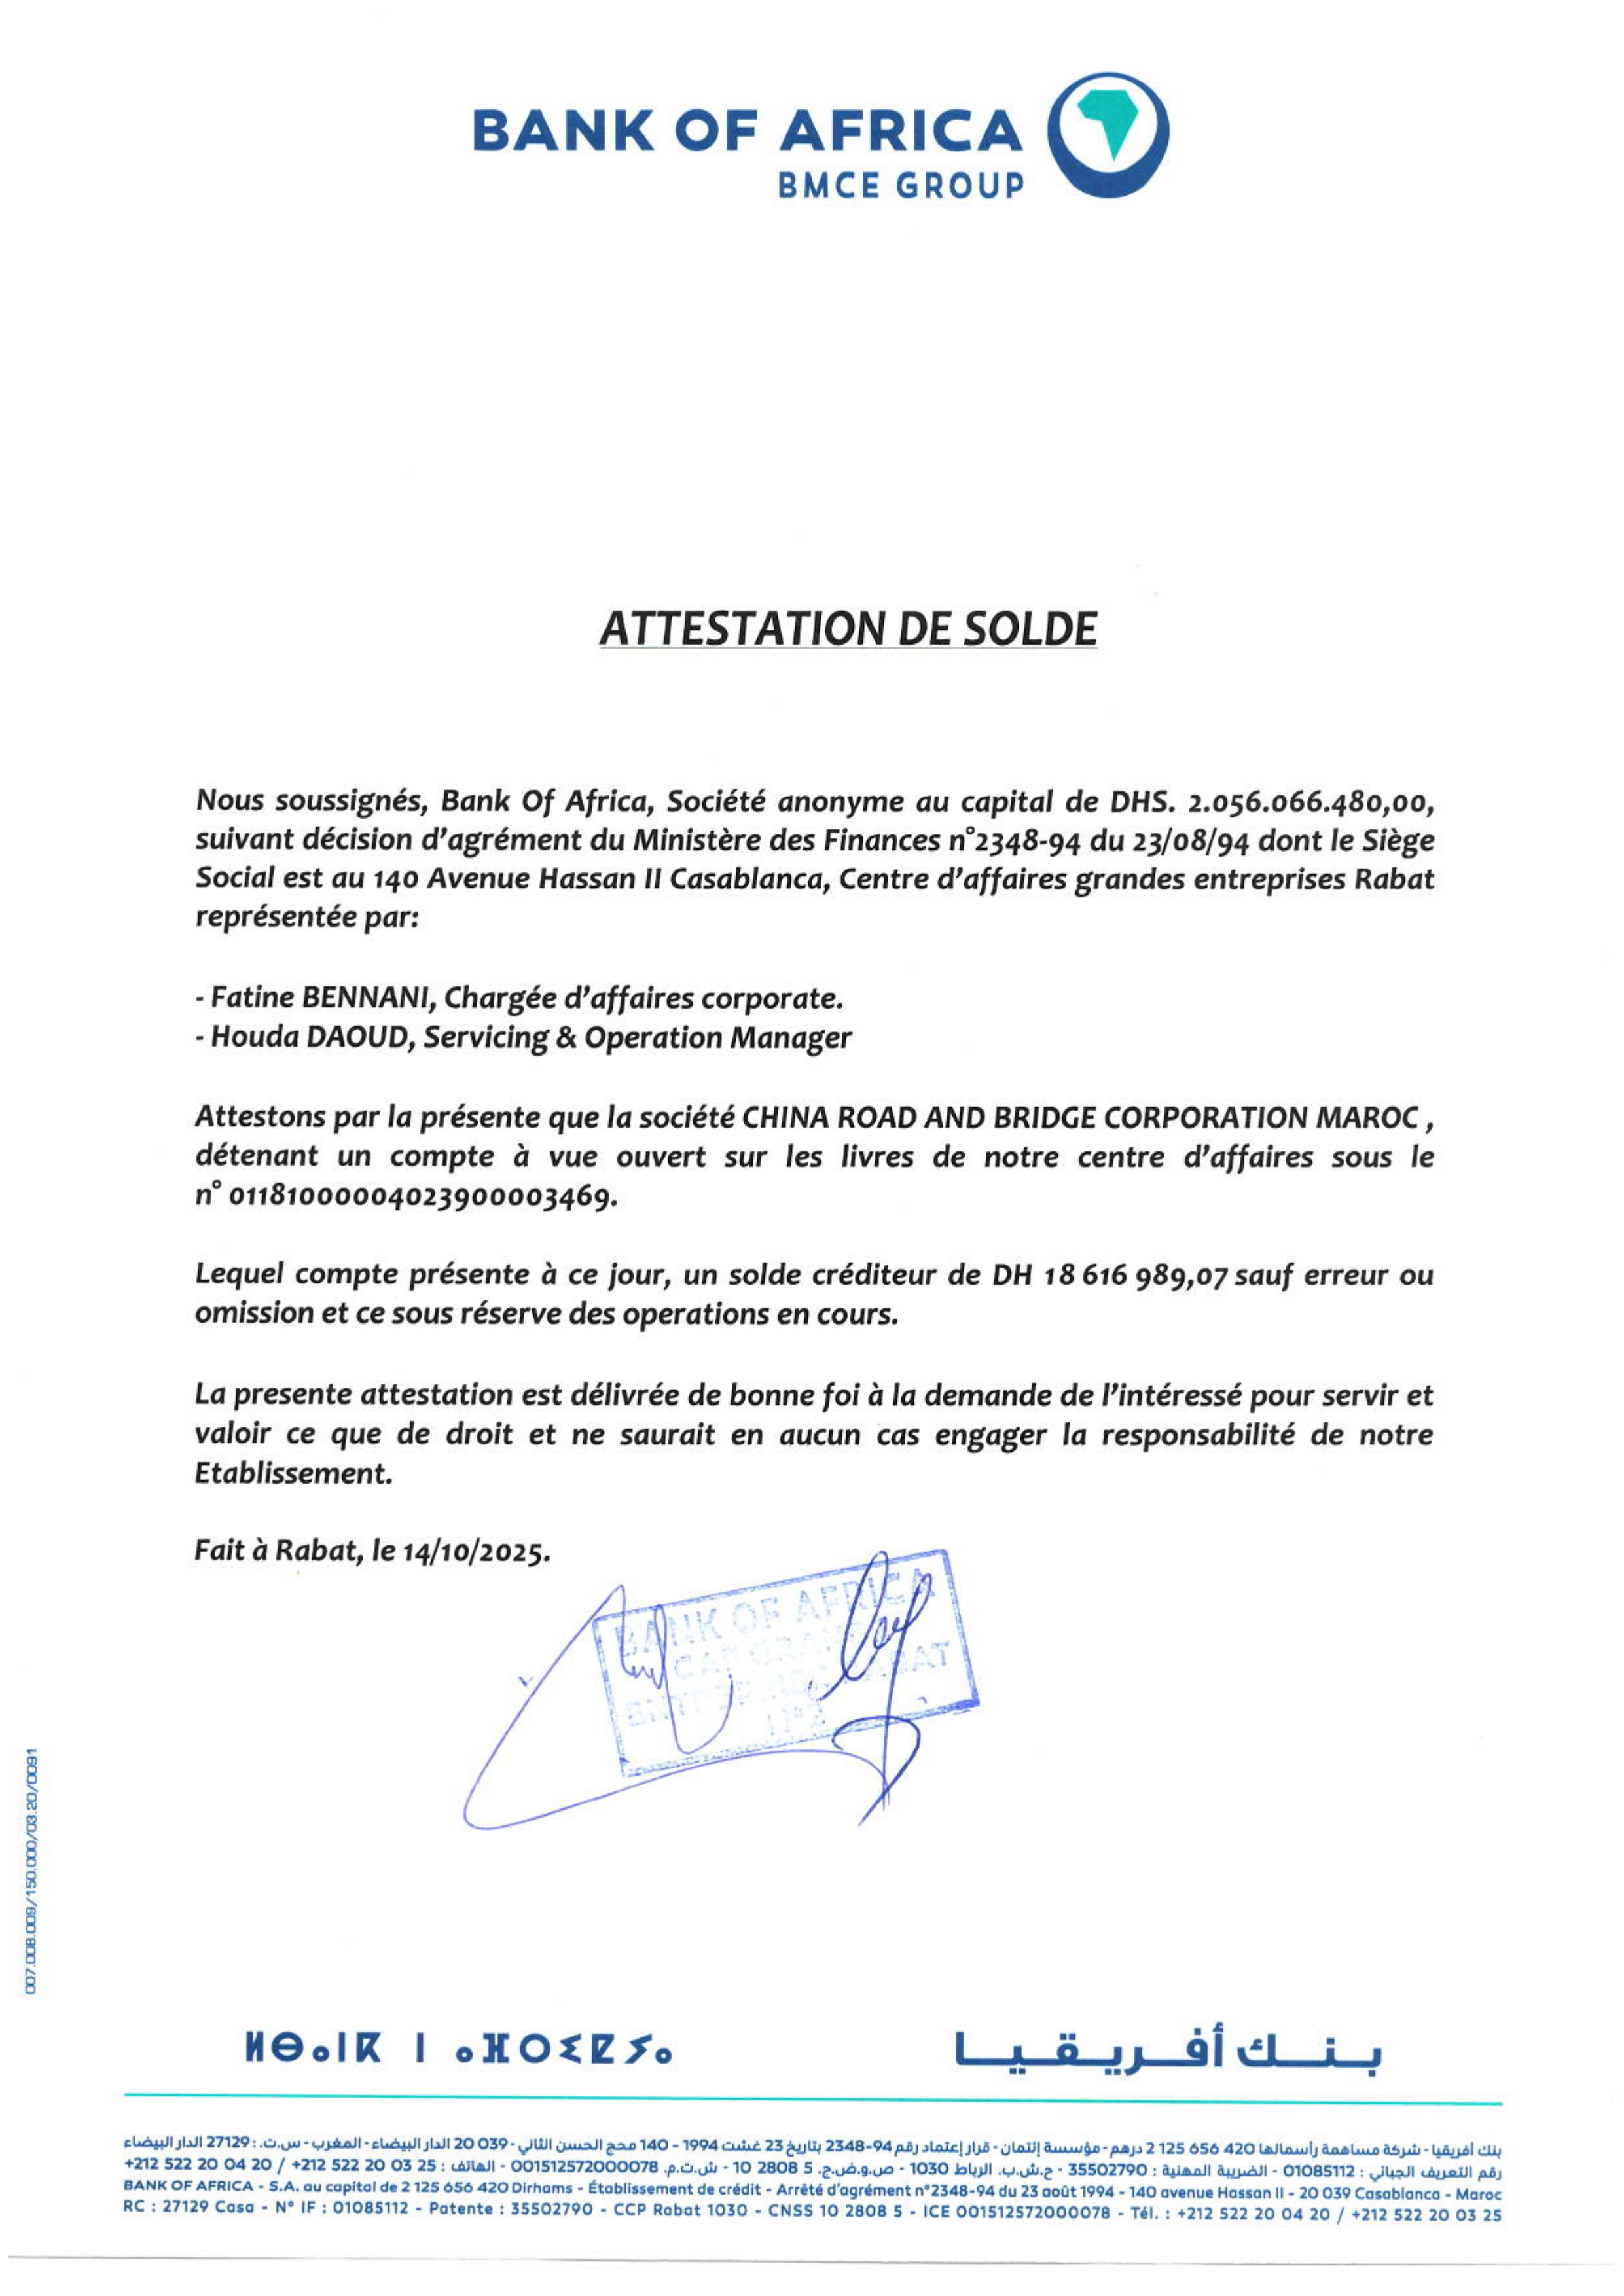 BANK OF AFRICA
BMCE GROUP
ATTESTATION DE SOLDE
Nous soussignés, Bank Of Africa, Société anonyme au capital de DHS. 2.056.066.480,00,
suivant décision d'agrément du Ministère des Finances n°2348-94 du 23/08/94 dont le Siège
Social est au 140 Avenue Hassan II Casablanca, Centre d'affaires grandes entreprises Rabat
représentée par:
- Fatine BENNANI, Chargée d'affaires corporate.
- Houda DAOUD, Servicing & Operation Manager
Attestons par la présente que la société CHINA ROAD AND BRIDGE CORPORATION MAROC ,
détenant un compte à vue ouvert sur les livres de notre centre d'affaires sous le
n° 011810000004023900003469.
Lequel compte présente à ce jour, un solde créditeur de DH 18 616 989,07 sauf erreur ou
omission et ce sous réserve des operations en cours.
La presente attestation est délivrée de bonne foi à la demande de l'intéressé pour servir et
valoir ce que de droit et ne saurait en aucun cas engager la responsabilité de notre
Etablissement.
Fait à Rabat, le 14/10/2025.
BANK OF AFRICA
RABAT
007.008.009/150.000/03.20/0091
ⵍⴱⴰⵏⴽ ⵏ ⴰⴼⵔⵉⵇⵢⴰ
بنك أفريقيا
بنك أفريقيا - شركة مساهمة رأسمالها 420 656 125 2 درهم - مؤسسة إئتمان - قرار إعتماد رقم 94-2348 بتاريخ 23 غشت 1994 - 140 محج الحسن الثاني - 039 20 الدار البيضاء - المغرب - س.ت. : 27129 الدار البيضاء
رقم التعريف الجبائي : 01085112 - الضريبة المهنية : 35502790 - ح.ش.ب. الرباط 1030 - ص.و.ض.ج. 5 2808 10 - ش.ت.م. 001512572000078 - الهاتف : 25 03 20 522 212+ / 20 04 20 522 212+
BANK OF AFRICA - S.A. au capital de 2 125 656 420 Dirhams - Établissement de crédit - Arrêté d'agrément n°2348-94 du 23 août 1994 - 140 avenue Hassan II - 20 039 Casablanca - Maroc
RC : 27129 Casa - N° IF : 01085112 - Patente : 35502790 - CCP Rabat 1030 - CNSS 10 2808 5 - ICE 001512572000078 - Tél. : +212 522 20 04 20 / +212 522 20 03 25